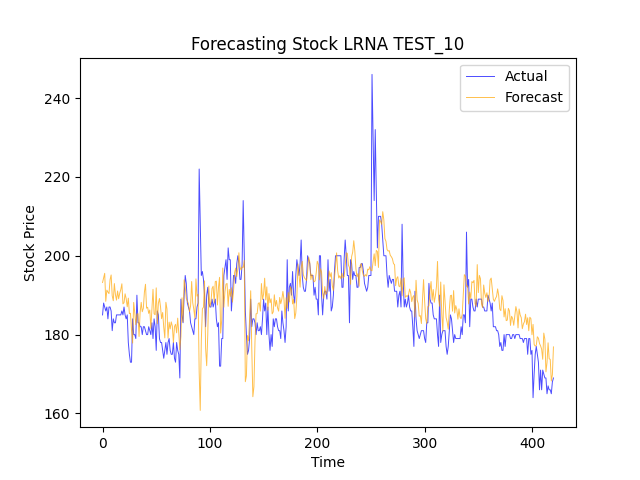 Forecasting Stock LRNA TEST_10
Actual
Forecast
Stock Price
240
220
200
180
160
0 100 200 300 400
Time